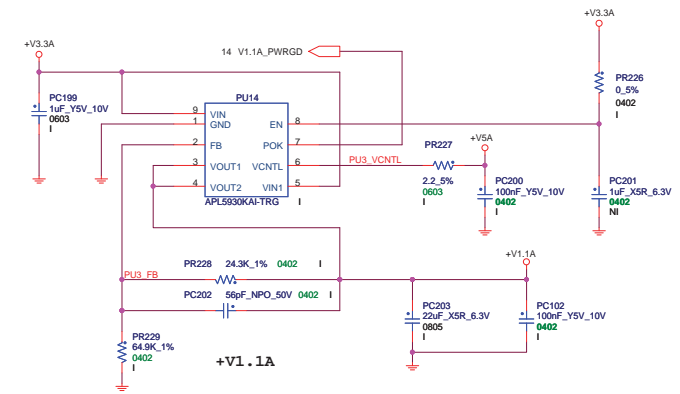 +V3.3A
+V3.3A
14 V1.1A_PWRGD
PR226
0_5%
0402
I
PC199
1uF_Y5V_10V
0603
I
PU14
9 VIN
1 GND
EN 8
2 FB
POK 7
3 VOUT1
VCNTL 6
4 VOUT2
VIN1 5
APL5930KAI-TRG I
PU3_VCNTL
PR227
2.2_5%
0603
I
+V5A
PC200
100nF_Y5V_10V
0402
I
PC201
1uF_X5R_6.3V
0402
NI
PU3_FB
PR228 24.3K_1% 0402 I
PC202 56pF_NPO_50V 0402 I
+V1.1A
PC203
22uF_X5R_6.3V
0805
I
PC102
100nF_Y5V_10V
0402
I
PR229
64.9K_1%
0402
I
+V1.1A